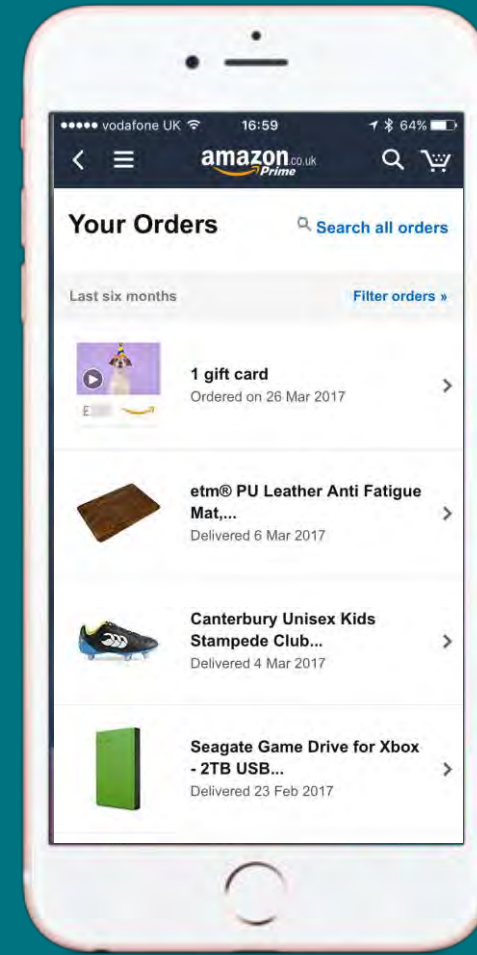 vodafone UK 16:59 64%
amazon.co.uk
Prime
Your Orders Search all orders
Last six months Filter orders »
1 gift card
Ordered on 26 Mar 2017
E
etm® PU Leather Anti Fatigue
Mat,...
Delivered 6 Mar 2017
Canterbury Unisex Kids
Stampede Club...
Delivered 4 Mar 2017
Seagate Game Drive for Xbox
- 2TB USB...
Delivered 23 Feb 2017